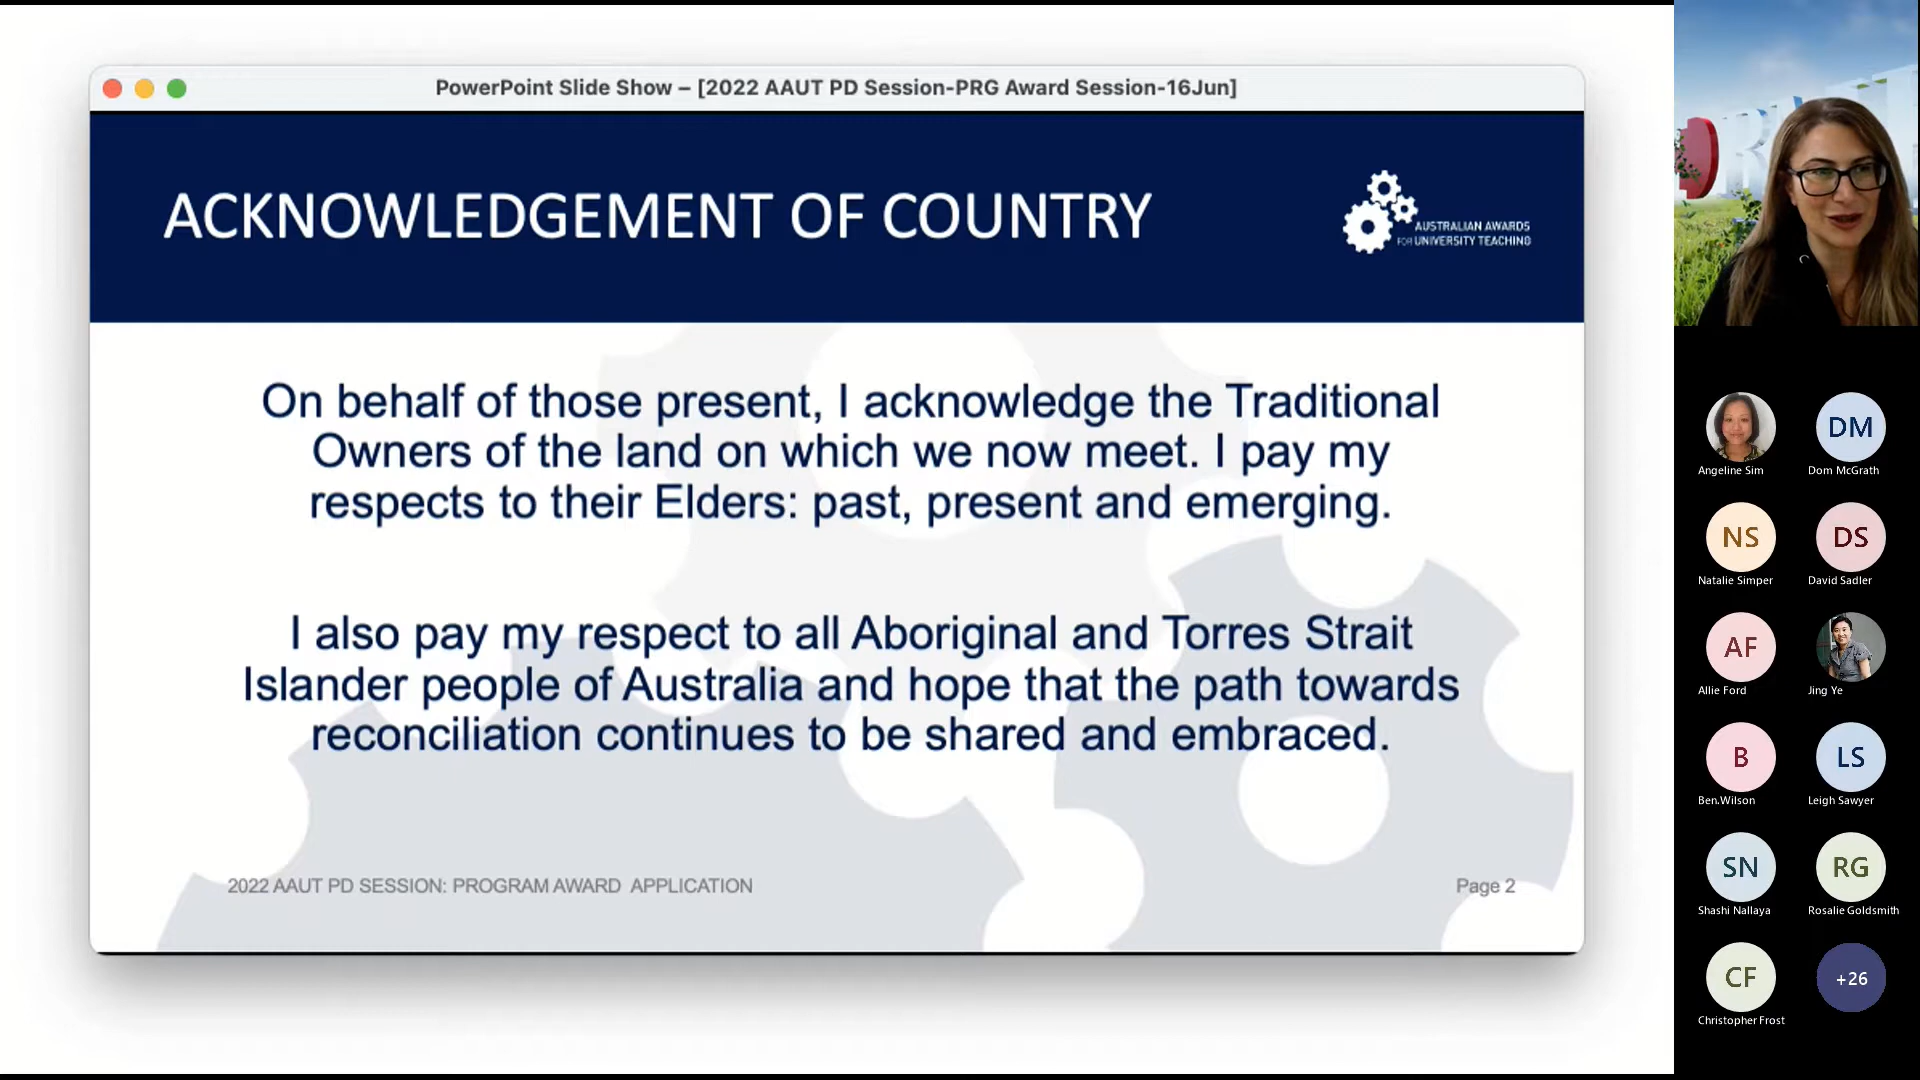 PowerPoint Slide Show – [2022 AAUT PD Session-PRG Award Session-16Jun]
ACKNOWLEDGEMENT OF COUNTRY
AUSTRALIAN AWARDS
FOR UNIVERSITY TEACHING
On behalf of those present, I acknowledge the Traditional
Owners of the land on which we now meet. I pay my
respects to their Elders: past, present and emerging.
I also pay my respect to all Aboriginal and Torres Strait
Islander people of Australia and hope that the path towards
reconciliation continues to be shared and embraced.
2022 AAUT PD SESSION: PROGRAM AWARD APPLICATION
Page 2
DM
Angeline Sim
Dom McGrath
NS
DS
Natalie Simper
David Sadler
AF
Allie Ford
Jing Ye
B
LS
Ben.Wilson
Leigh Sawyer
SN
RG
Shashi Nallaya
Rosalie Goldsmith
CF
+26
Christopher Frost